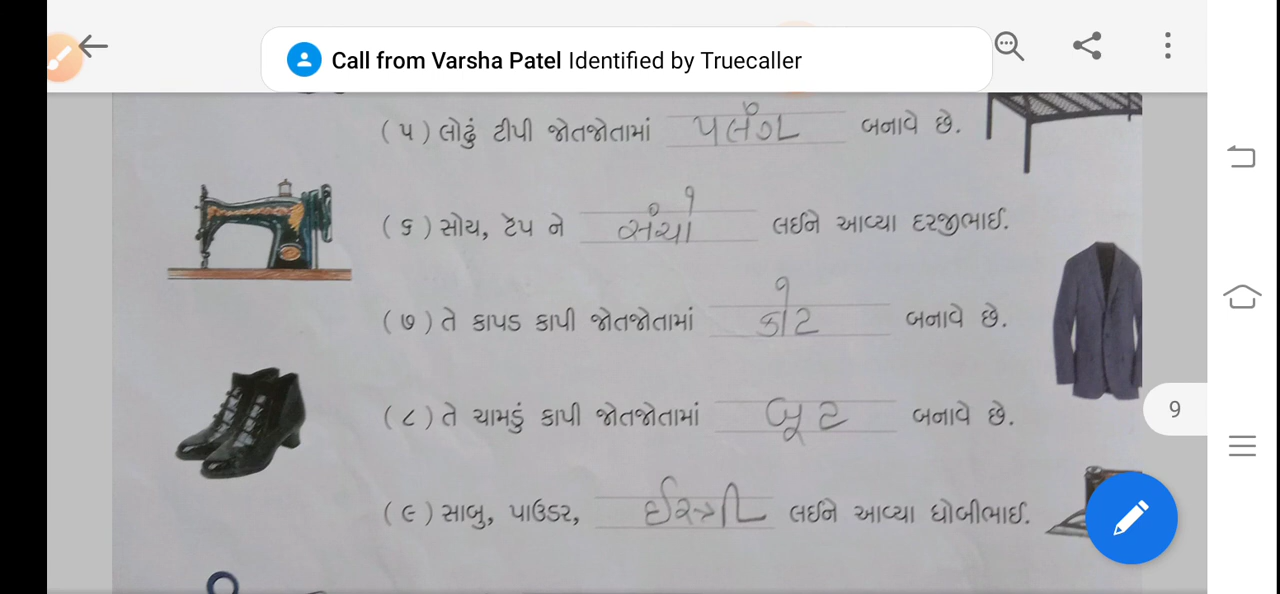 Call from Varsha Patel Identified by Truecaller
(૫) લોઢું ટીપી જોતજોતામાં પલંગ બનાવે છે.
(૬) સોય, ટેપ ને સંચો લઈને આવ્યા દરજીભાઈ.
(૭) તે કાપડ કાપી જોતજોતામાં કોટ બનાવે છે.
(૮) તે ચામડું કાપી જોતજોતામાં બૂટ બનાવે છે.
9
(૯) સાબુ, પાઉડર, ઈસ્ત્રી લઈને આવ્યા ધોબીભાઈ.